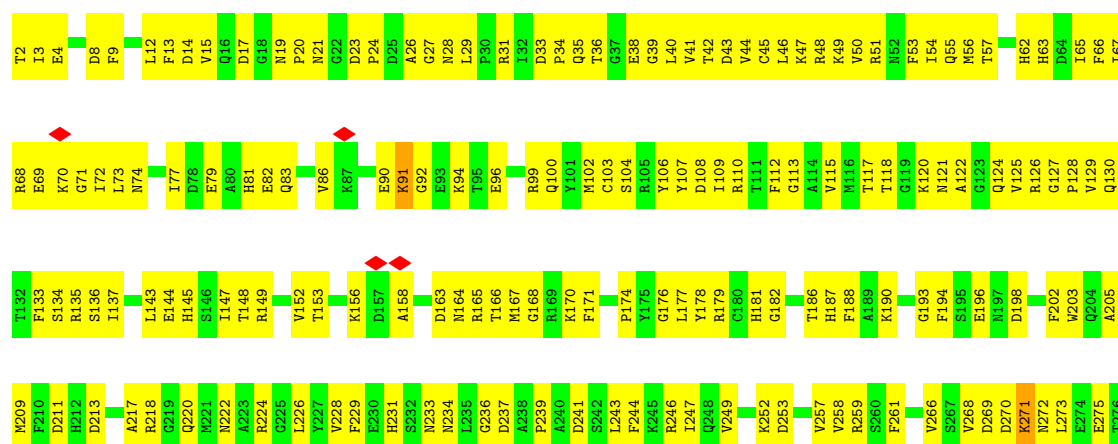 T2 I3 E4 D8 F9 L12 F13 D14 V15 Q16 D17 G18 N19 P20 N21 G22 D23 P24 D25 A26 G27 N28 L29 P30 R31 I32 D33 P34 Q35 T36 G37 E38 G39 L40 V41 T42 D43 V44 C45 L46 K47 R48 K49 V50 R51 N52 F53 I54 Q55 M56 T57 H62 H63 D64 I65 F66 I67
R68 E69 K70 G71 I72 L73 N74 I77 D78 E79 A80 H81 E82 Q83 V86 K87 E90 K91 G92 E93 K94 T95 E96 R99 Q100 Y101 M102 C103 S104 R105 Y106 Y107 D108 I109 R110 T111 F112 G113 A114 V115 M116 T117 T118 G119 K120 N121 A122 G123 Q124 V125 R126 G127 P128 V129 Q130
T132 F133 S134 R135 S136 I137 L143 E144 H145 S146 I147 T148 R149 V152 T153 K156 D157 A158 D163 N164 R165 T166 M167 G168 R169 K170 F171 P174 Y175 G176 L177 Y178 R179 C180 H181 G182 T186 H187 F188 A189 K190 G193 F194 S195 E196 N197 D198 F202 W203 Q204 A205
M209 F210 D211 H212 D213 A217 R218 G219 Q220 M221 N222 A223 R224 G225 L226 Y227 V228 F229 E230 H231 S232 N233 N234 L235 G236 D237 A238 P239 A240 D241 S242 L243 F244 K245 R246 I247 Q248 V249 K252 D253 V257 V258 R259 S260 F261 V266 S267 V268 D269 D270 K271 N272 L273 E274 E275